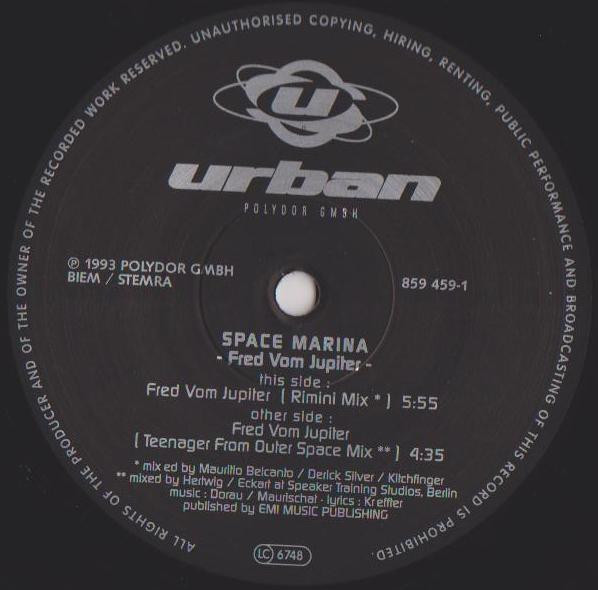 ALL RIGHTS OF THE PRODUCER AND OF THE OWNER OF THE RECORDED WORK RESERVED. UNAUTHORISED COPYING, HIRING, RENTING, PUBLIC PERFORMANCE AND BROADCASTING OF THIS RECORD IS PROHIBITED.
u
urban
POLYDOR GMBH
℗ 1993 POLYDOR GMBH
BIEM / STEMRA
859 459-1
SPACE MARINA
- Fred Vom Jupiter -
this side :
Fred Vom Jupiter [ Rimini Mix * ] 5:55
other side :
Fred Vom Jupiter
[ Teenager From Outer Space Mix ** ] 4:35
* mixed by Maurilio Belcanto / Derick Silver / Kitchfinger
** mixed by Hertwig / Eckart at Speaker Training Studios, Berlin
music : Dorau / Maurischat - lyrics : Kreffter
published by EMI MUSIC PUBLISHING
LC 6748